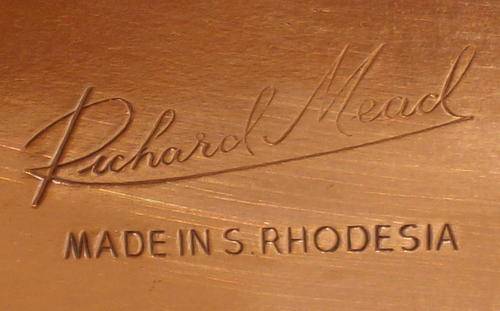 Richard Mead
MADE IN S. RHODESIA